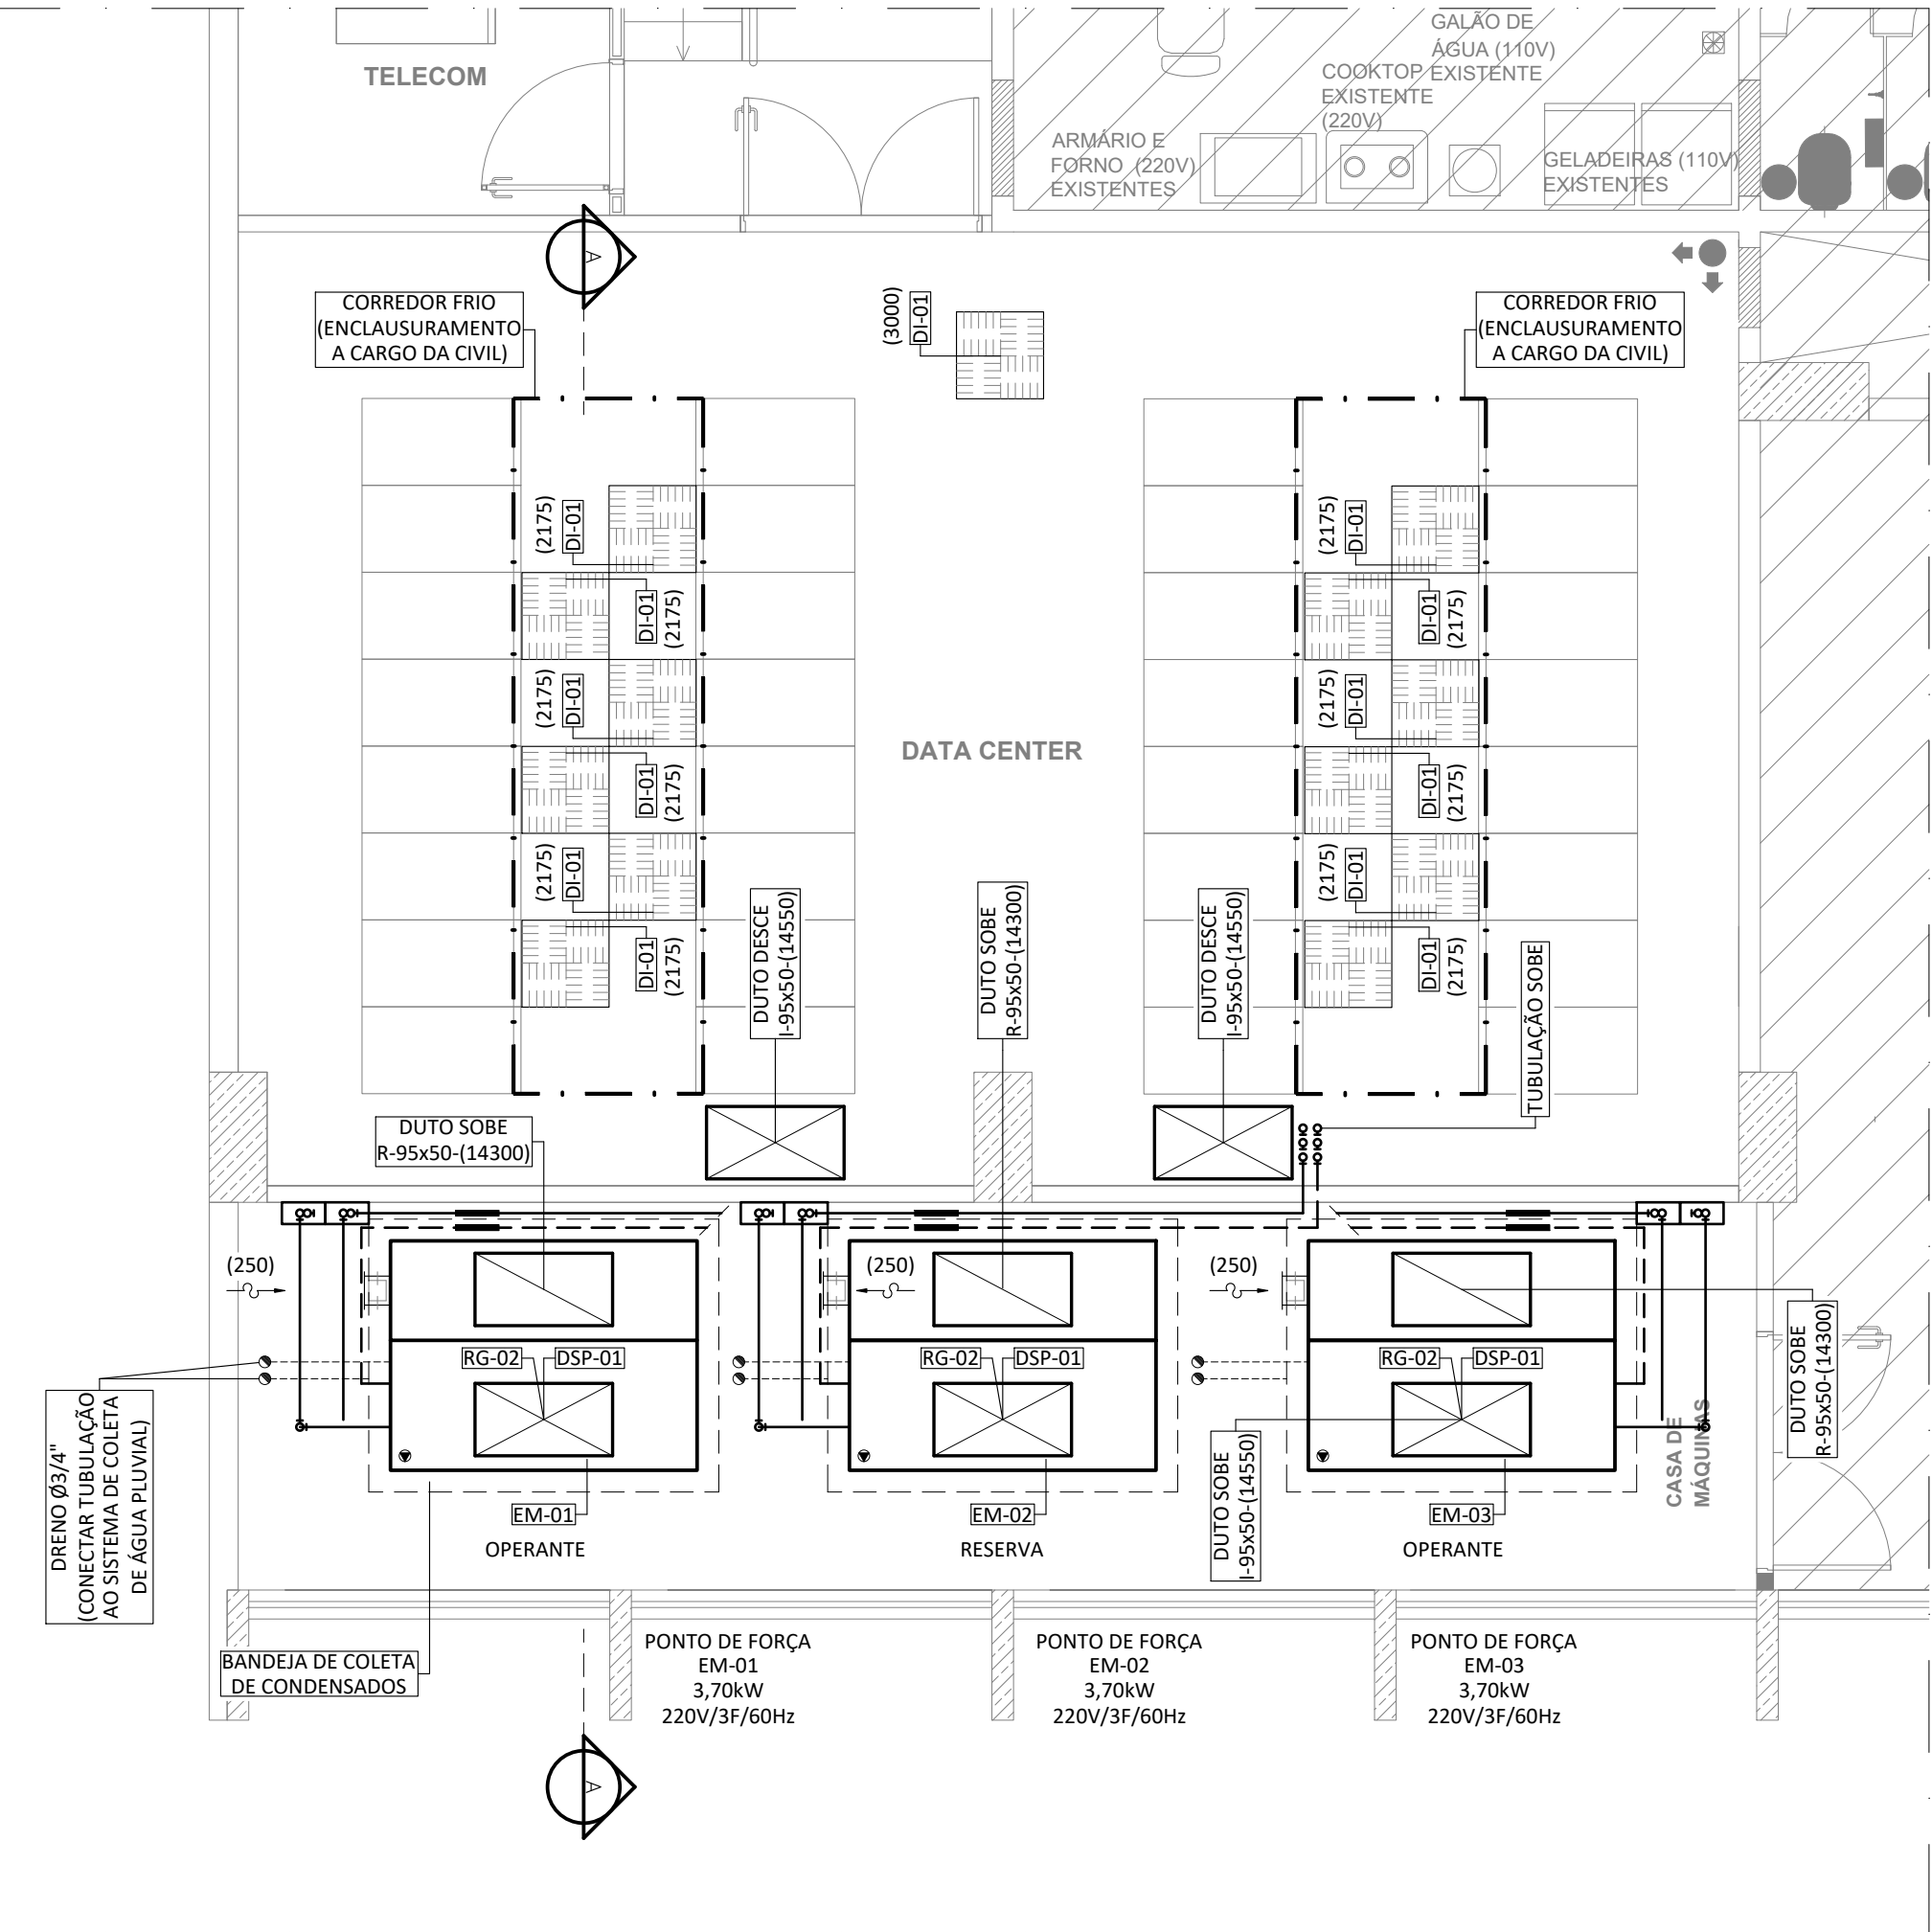 TELECOM
GALÃO DE
ÁGUA (110V)
EXISTENTE
COOKTOP
EXISTENTE
(220V)
ARMÁRIO E
FORNO (220V)
EXISTENTES
GELADEIRAS (110V)
EXISTENTES
A
CORREDOR FRIO
(ENCLAUSURAMENTO
A CARGO DA CIVIL)
(3000)
DI-01
CORREDOR FRIO
(ENCLAUSURAMENTO
A CARGO DA CIVIL)
(2175)
DI-01
(2175)
DI-01
DI-01
(2175)
DI-01
(2175)
(2175)
DI-01
(2175)
DI-01
DATA CENTER
DI-01
(2175)
DI-01
(2175)
(2175)
DI-01
(2175)
DI-01
DI-01
(2175)
DI-01
(2175)
DUTO DESCE
I-95x50-(14550)
DUTO SOBE
R-95x50-(14300)
DUTO DESCE
I-95x50-(14550)
TUBULAÇÃO SOBE
DUTO SOBE
R-95x50-(14300)
(250)
(250)
(250)
RG-02
DSP-01
RG-02
DSP-01
RG-02
DSP-01
DUTO SOBE
R-95x50-(14300)
DRENO Ø3/4"
(CONECTAR TUBULAÇÃO
AO SISTEMA DE COLETA
DE ÁGUA PLUVIAL)
DUTO SOBE
I-95x50-(14550)
CASA DE
MÁQUINAS
EM-01
OPERANTE
EM-02
RESERVA
EM-03
OPERANTE
BANDEJA DE COLETA
DE CONDENSADOS
PONTO DE FORÇA
EM-01
3,70kW
220V/3F/60Hz
PONTO DE FORÇA
EM-02
3,70kW
220V/3F/60Hz
PONTO DE FORÇA
EM-03
3,70kW
220V/3F/60Hz
A